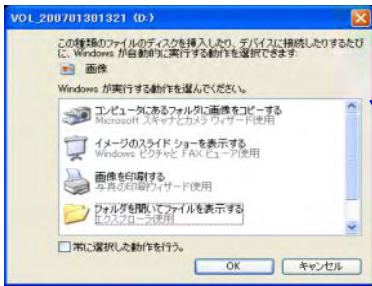 VOL_200701301321 (D:)
この種類のファイルのディスクを挿入したり、デバイスに接続したりするたび
に、Windows が自動的に実行する動作を選択できます:
画像
Windows が実行する動作を選んでください。
コンピュータにあるフォルダに画像をコピーする
Microsoft スキャナとカメラ ウィザード使用
イメージのスライド ショーを表示する
Windows ピクチャと FAX ビューア使用
画像を印刷する
写真の印刷ウィザード使用
フォルダを開いてファイルを表示する
エクスプローラ使用
常に選択した動作を行う。
OK
キャンセル